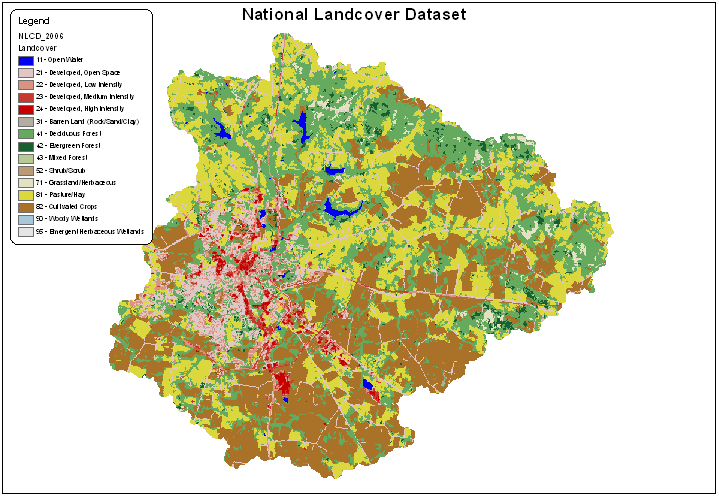 National Landcover Dataset
Legend
NLCD_2006
Landcover
11 - Open Water
21 - Developed, Open Space
22 - Developed, Low Intensity
23 - Developed, Medium Intensity
24 - Developed, High Intensity
31 - Barren Land (Rock/Sand/Clay)
41 - Deciduous Forest
42 - Evergreen Forest
43 - Mixed Forest
52 - Shrub/Scrub
71 - Grassland/Herbaceous
81 - Pasture/Hay
82 - Cultivated Crops
90 - Woody Wetlands
95 - Emergent Herbaceous Wetlands